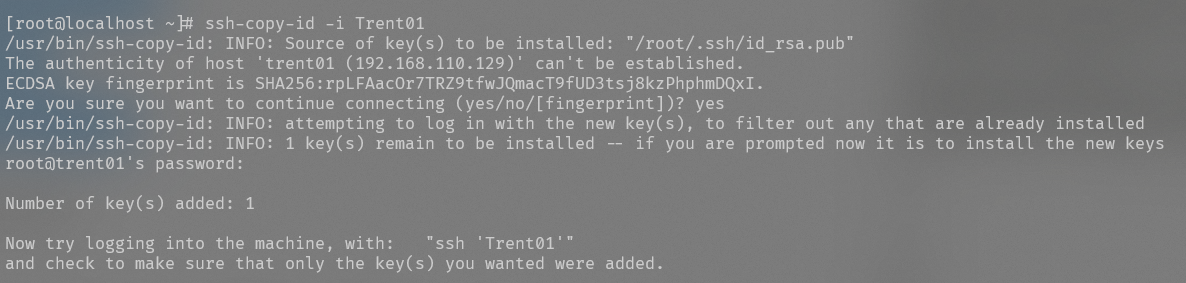 [root@localhost ~]# ssh-copy-id -i Trent01
/usr/bin/ssh-copy-id: INFO: Source of key(s) to be installed: "/root/.ssh/id_rsa.pub"
The authenticity of host 'trent01 (192.168.110.129)' can't be established.
ECDSA key fingerprint is SHA256:rpLFAacOr7TRZ9tfwJQmacT9fUD3tsj8kzPhphmDQxI.
Are you sure you want to continue connecting (yes/no/[fingerprint])? yes
/usr/bin/ssh-copy-id: INFO: attempting to log in with the new key(s), to filter out any that are already installed
/usr/bin/ssh-copy-id: INFO: 1 key(s) remain to be installed -- if you are prompted now it is to install the new keys
root@trent01's password:
Number of key(s) added: 1
Now try logging into the machine, with:   "ssh 'Trent01'"
and check to make sure that only the key(s) you wanted were added.